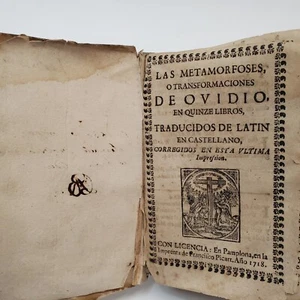 LAS METAMORFOSES,
O TRANSFORMACIONES
DE OVIDIO,
EN QUINZE LIBROS,
TRADUCIDOS DE LATIN
EN CASTELLANO,
CORREGIDOS EN ESTA VLTIMA
Impression.
CON LICENCIA: En Pamplona, en la
Imprenta de Francisco Picart. Año 1718.